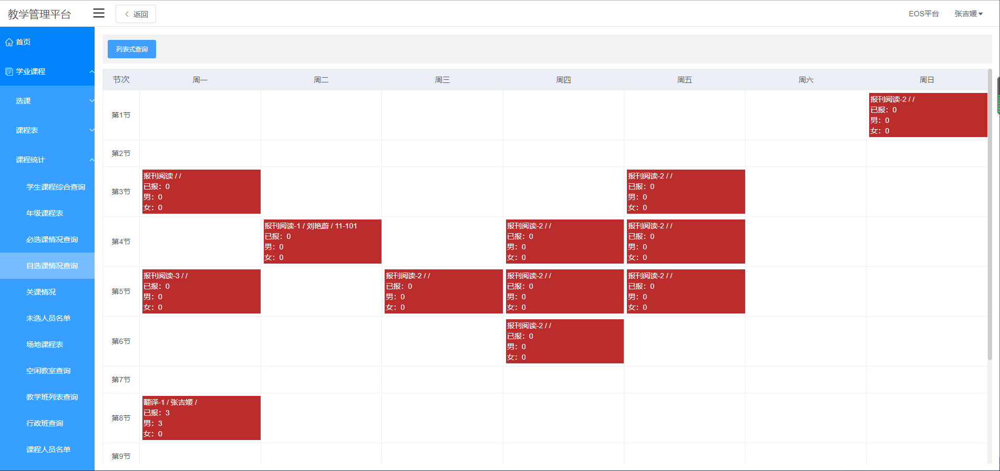 教学管理平台
返回
EOS平台
张吉媛
首页
学业课程
选课
课程表
课程统计
学生课程综合查询
年级课程表
必选课情况查询
自选课情况查询
关课情况
未选人员名单
场地课程表
空闲教室查询
教学班列表查询
行政班查询
课程人员名单
列表式查询
节次 周一 周二 周三 周四 周五 周六 周日
第1节
报刊阅读-2 / /
已报：0
男：0
女：0
第2节
第3节
报刊阅读 / /
已报：0
男：0
女：0
报刊阅读-2 / /
已报：0
男：0
女：0
第4节
报刊阅读-1 / 刘艳蔚 / 11-101
已报：0
男：0
女：0
报刊阅读-2 / /
已报：0
男：0
女：0
报刊阅读-2 / /
已报：0
男：0
女：0
第5节
报刊阅读-3 / /
已报：0
男：0
女：0
报刊阅读-2 / /
已报：0
男：0
女：0
报刊阅读-2 / /
已报：0
男：0
女：0
报刊阅读-2 / /
已报：0
男：0
女：0
第6节
报刊阅读-2 / /
已报：0
男：0
女：0
第7节
第8节
翻译-1 / 张吉媛 /
已报：3
男：3
女：0
第9节